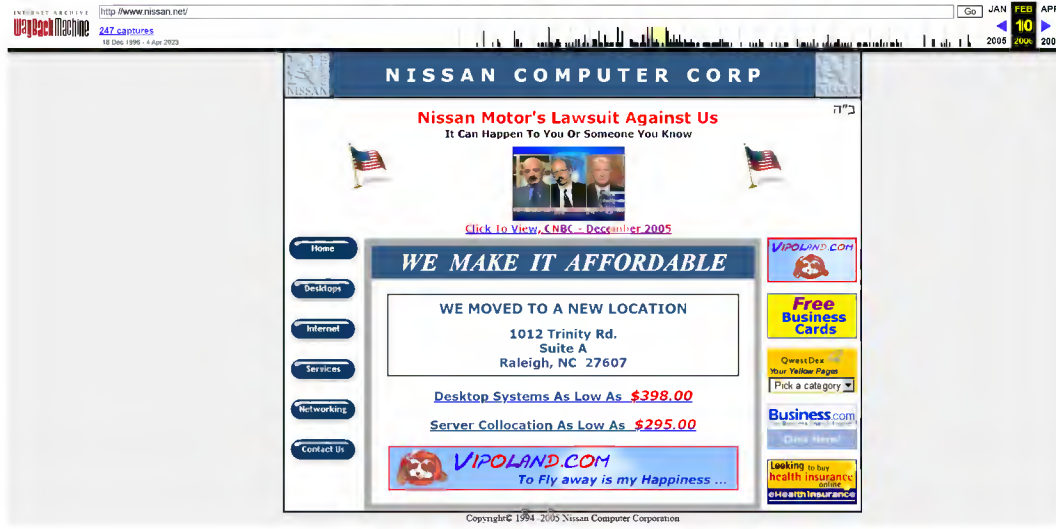 INTERNET ARCHIVE
WayBack Machine
http://www.nissan.net/
Go
247 captures
18 Dec 1996 - 4 Apr 2023
JAN FEB APR
10
2005 2006
NISSAN
NISSAN COMPUTER CORP
ב"ה
Nissan Motor's Lawsuit Against Us
It Can Happen To You Or Someone You Know
Click To View, CNBC - December 2005
Home
Desktops
Internet
Services
Networking
Contact Us
WE MAKE IT AFFORDABLE
WE MOVED TO A NEW LOCATION
1012 Trinity Rd.
Suite A
Raleigh, NC 27607
Desktop Systems As Low As $398.00
Server Collocation As Low As $295.00
VIPOLAND.COM
To Fly away is my Happiness ...
VIPOLAND.COM
Free
Business
Cards
QwestDex
Your Yellow Pages
Pick a category
Business.com
Click Here!
Looking to buy
health insurance
online
eHealthInsurance
Copyright© 1994 -2005 Nissan Computer Corporation